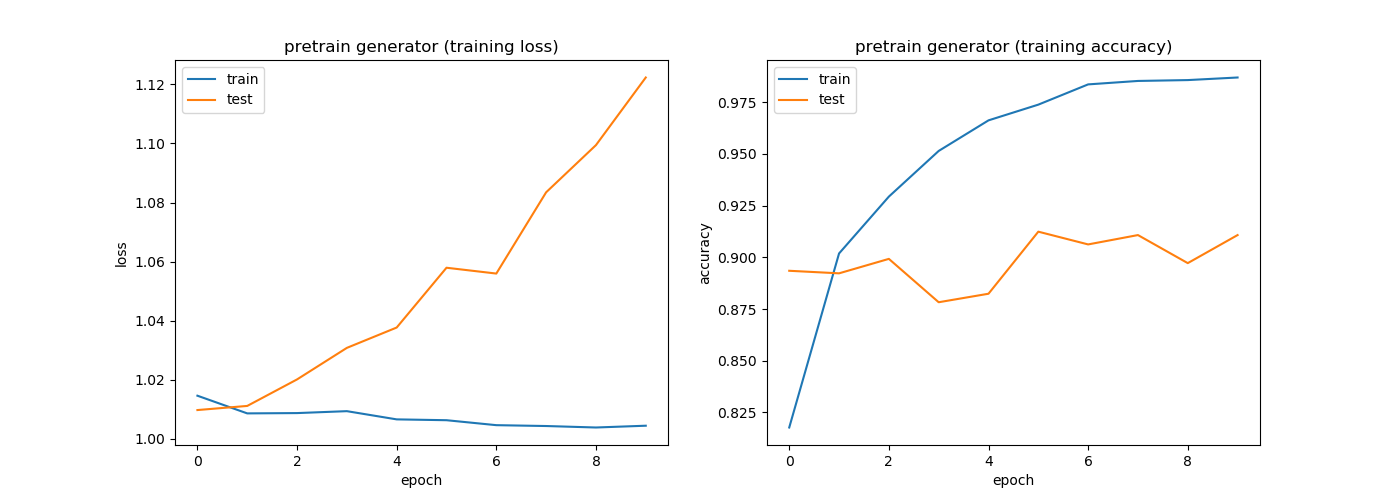 pretrain generator (training loss)
train
test
1.12
1.10
1.08
1.06
1.04
1.02
1.00
loss
0 2 4 6 8
epoch
pretrain generator (training accuracy)
train
test
0.975
0.950
0.925
0.900
0.875
0.850
0.825
accuracy
0 2 4 6 8
epoch